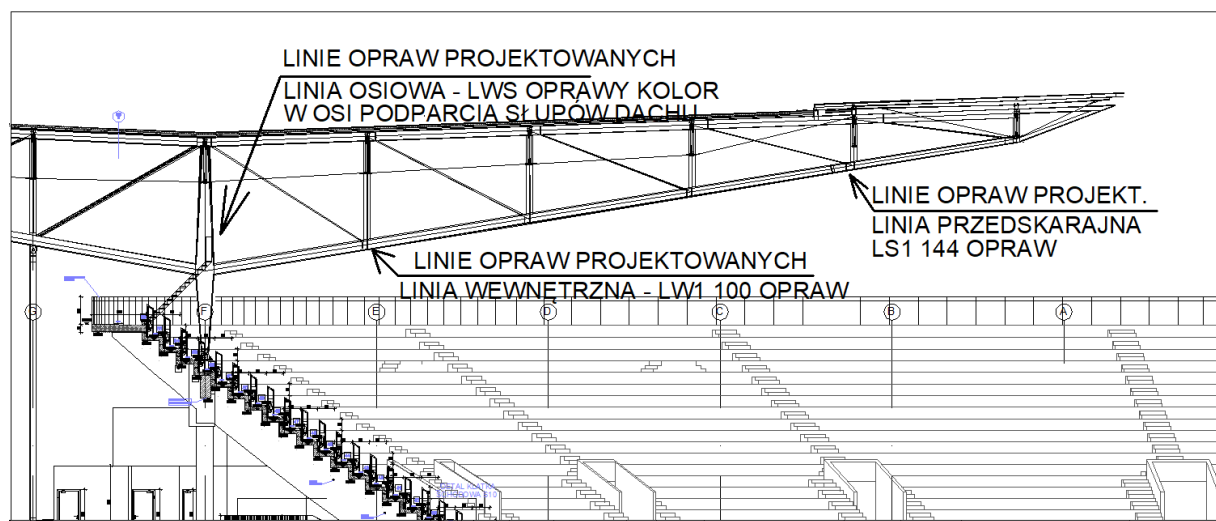 LINIE OPRAW PROJEKTOWANYCH
LINIA OSIOWA - LWS OPRAWY KOLOR
W OSI PODPARCIA SŁUPÓW DACHU
LINIE OPRAW PROJEKT.
LINIA PRZEDSKARAJNA
LS1 144 OPRAW
LINIE OPRAW PROJEKTOWANYCH
LINIA WEWNĘTRZNA - LW1 100 OPRAW
G F E D C B A